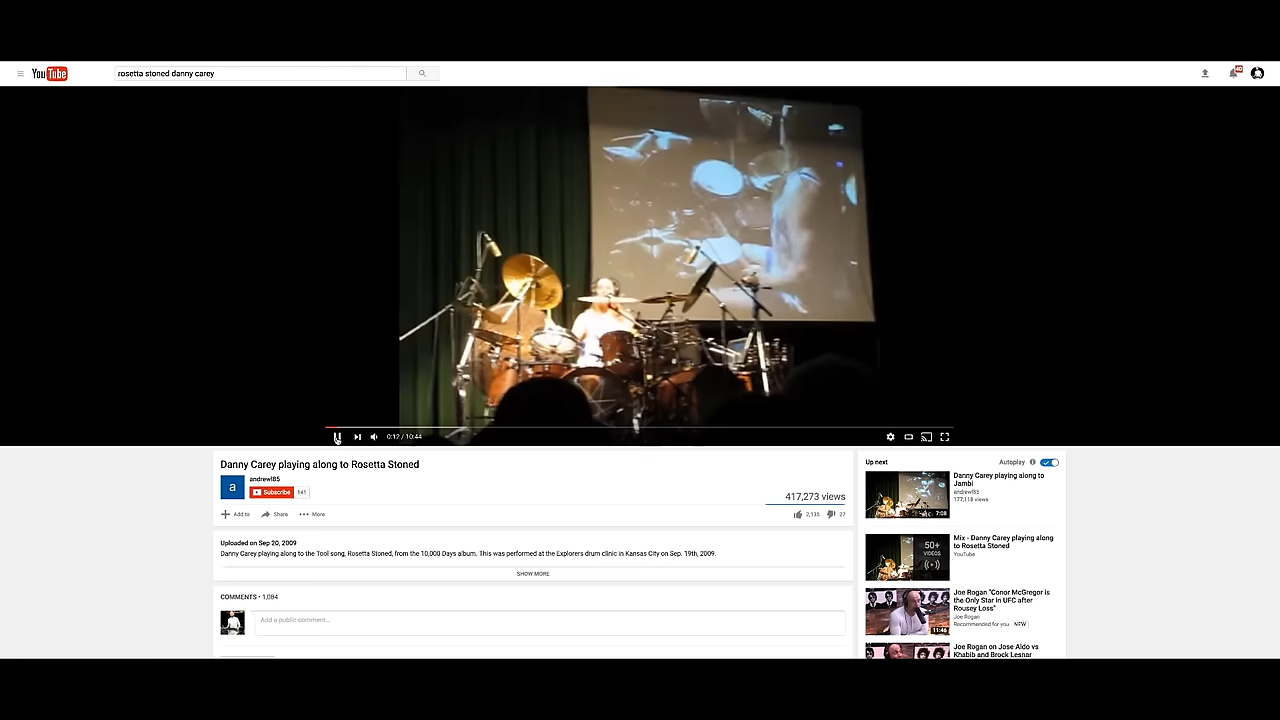 YouTube
rosetta stoned danny carey
40
0:12 / 10:44
Danny Carey playing along to Rosetta Stoned
a
andrewl85
Subscribe 141
417,273 views
Add to Share More
2,135 27
Uploaded on Sep 20, 2009
Danny Carey playing along to the Tool song, Rosetta Stoned, from the 10,000 Days album. This was performed at the Explorers drum clinic in Kansas City on Sep. 19th, 2009.
SHOW MORE
COMMENTS • 1,084
Add a public comment...
Up next
Autoplay
Danny Carey playing along to
Jambi
andrewl85
177,118 views
7:08
Mix - Danny Carey playing along
to Rosetta Stoned
YouTube
50+
VIDEOS
Joe Rogan "Conor McGregor is
the Only Star in UFC after
Rousey Loss"
Joe Rogan
Recommended for you NEW
11:46
Joe Rogan on Jose Aldo vs
Khabib and Brock Lesnar